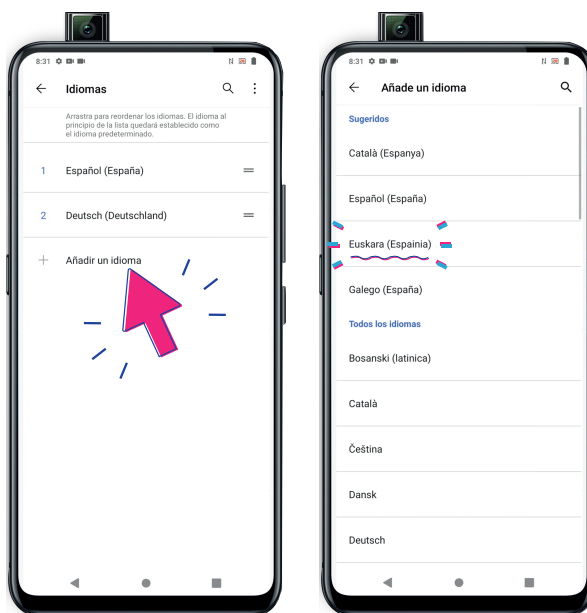 8:31
Idiomas
Arrastra para reordenar los idiomas. El idioma al
principio de la lista quedará establecido como
el idioma predeterminado.
1 Español (España)
2 Deutsch (Deutschland)
Añadir un idioma
8:31
Añade un idioma
Sugeridos
Català (Espanya)
Español (España)
Euskara (Espainia)
Galego (España)
Todos los idiomas
Bosanski (latinica)
Català
Čeština
Dansk
Deutsch